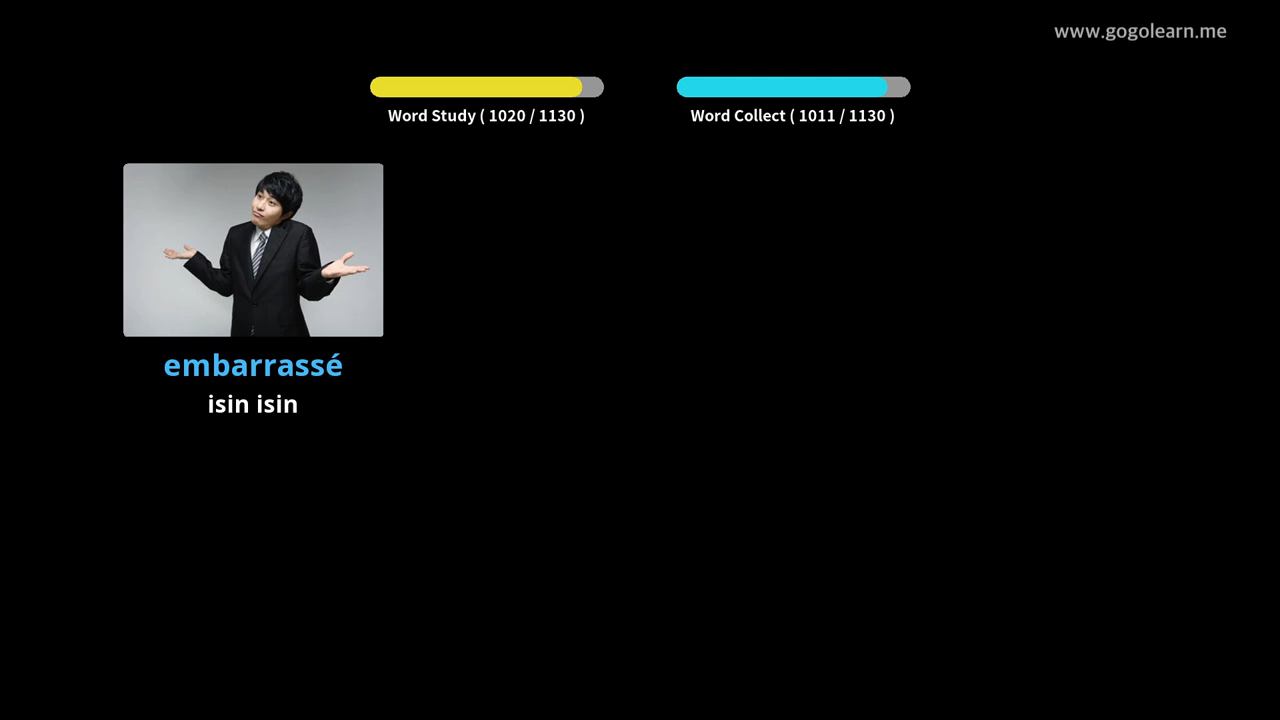 www.gogolearn.me
Word Study ( 1020 / 1130 )
Word Collect ( 1011 / 1130 )
embarrassé
isin isin